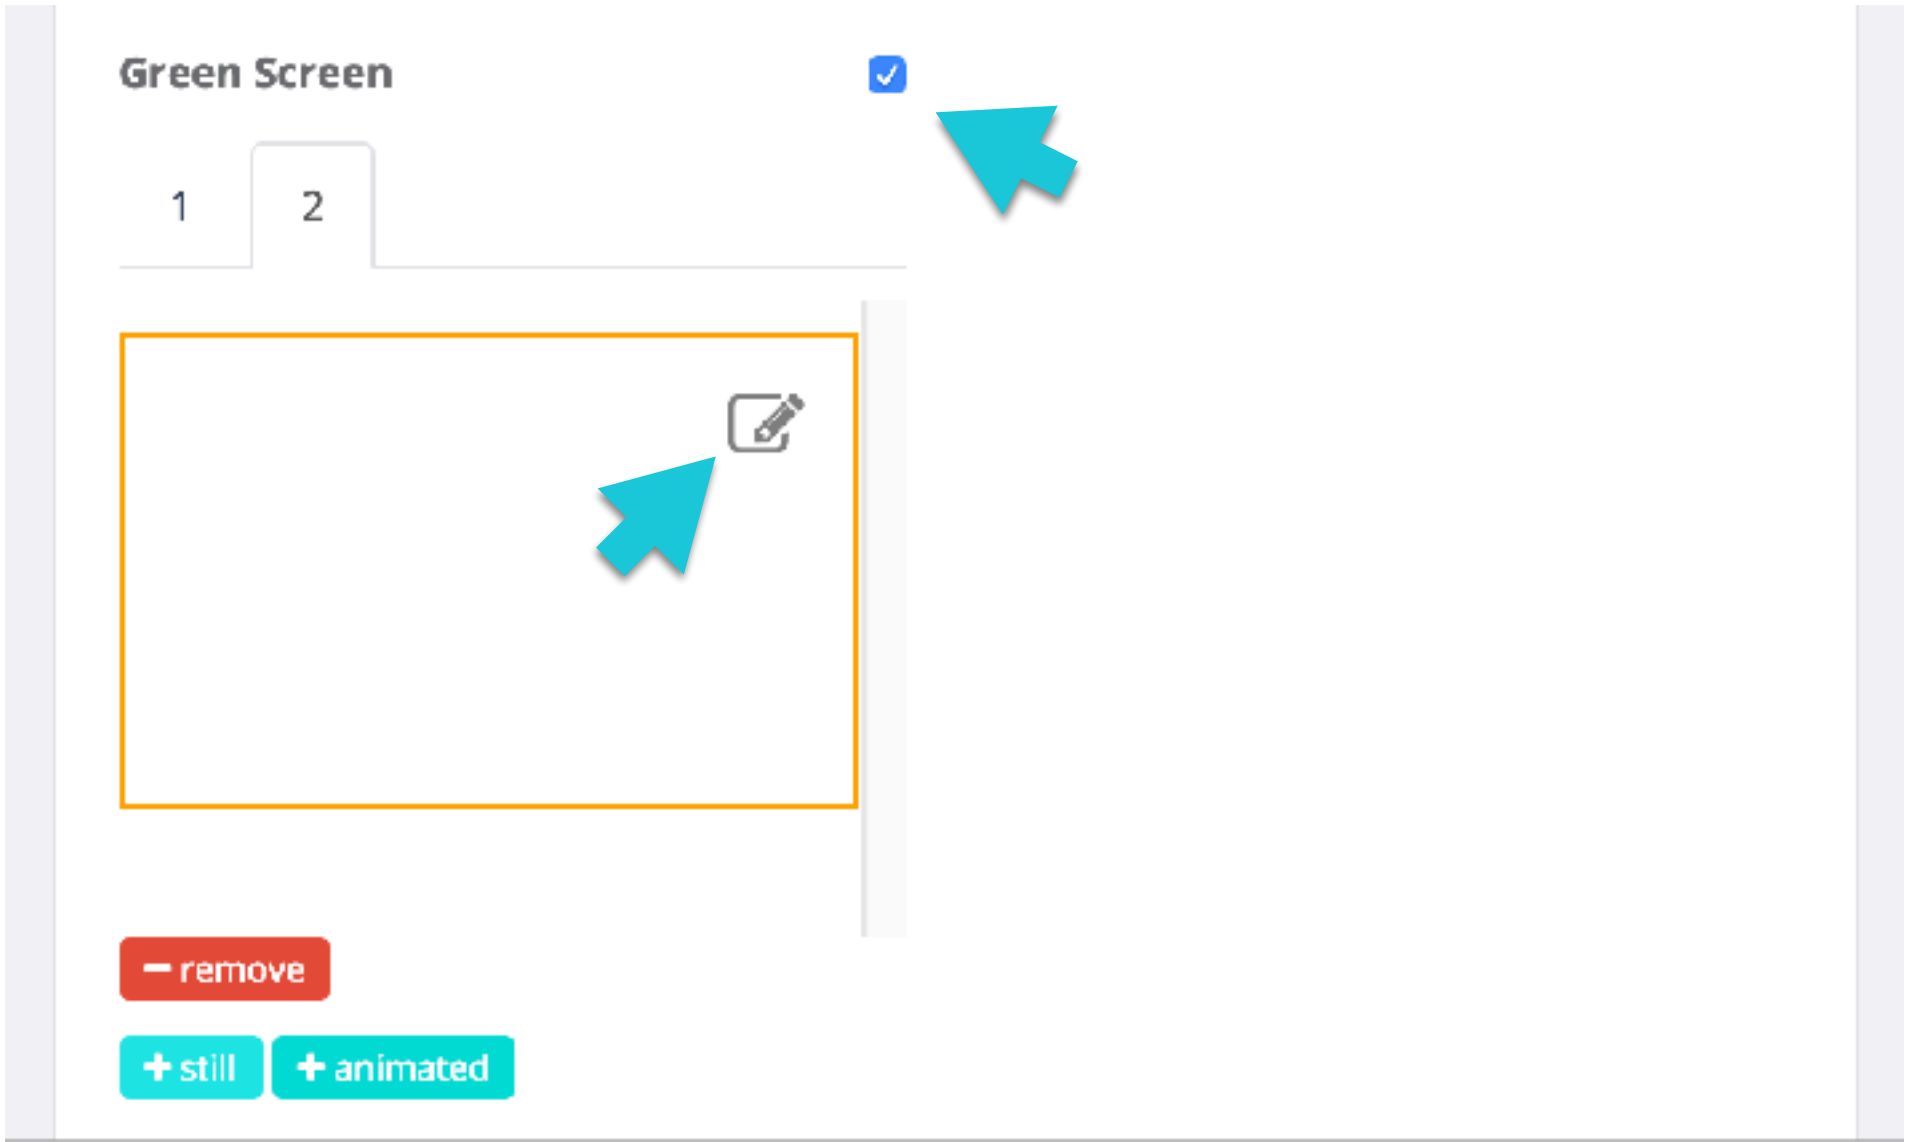 Green Screen
1 2
remove
+ still + animated